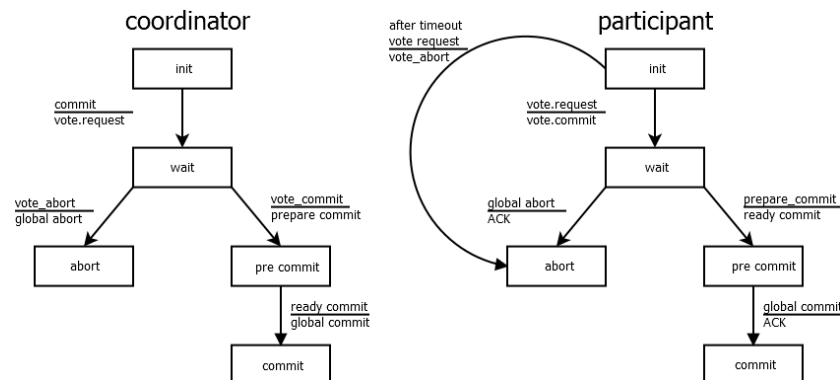 coordinator
init
commit
vote.request
wait
vote_abort
global abort
vote_commit
prepare commit
abort
pre commit
ready commit
global commit
commit
participant
after timeout
vote request
vote_abort
init
vote.request
vote.commit
wait
global abort
ACK
prepare_commit
ready commit
abort
pre commit
global commit
ACK
commit